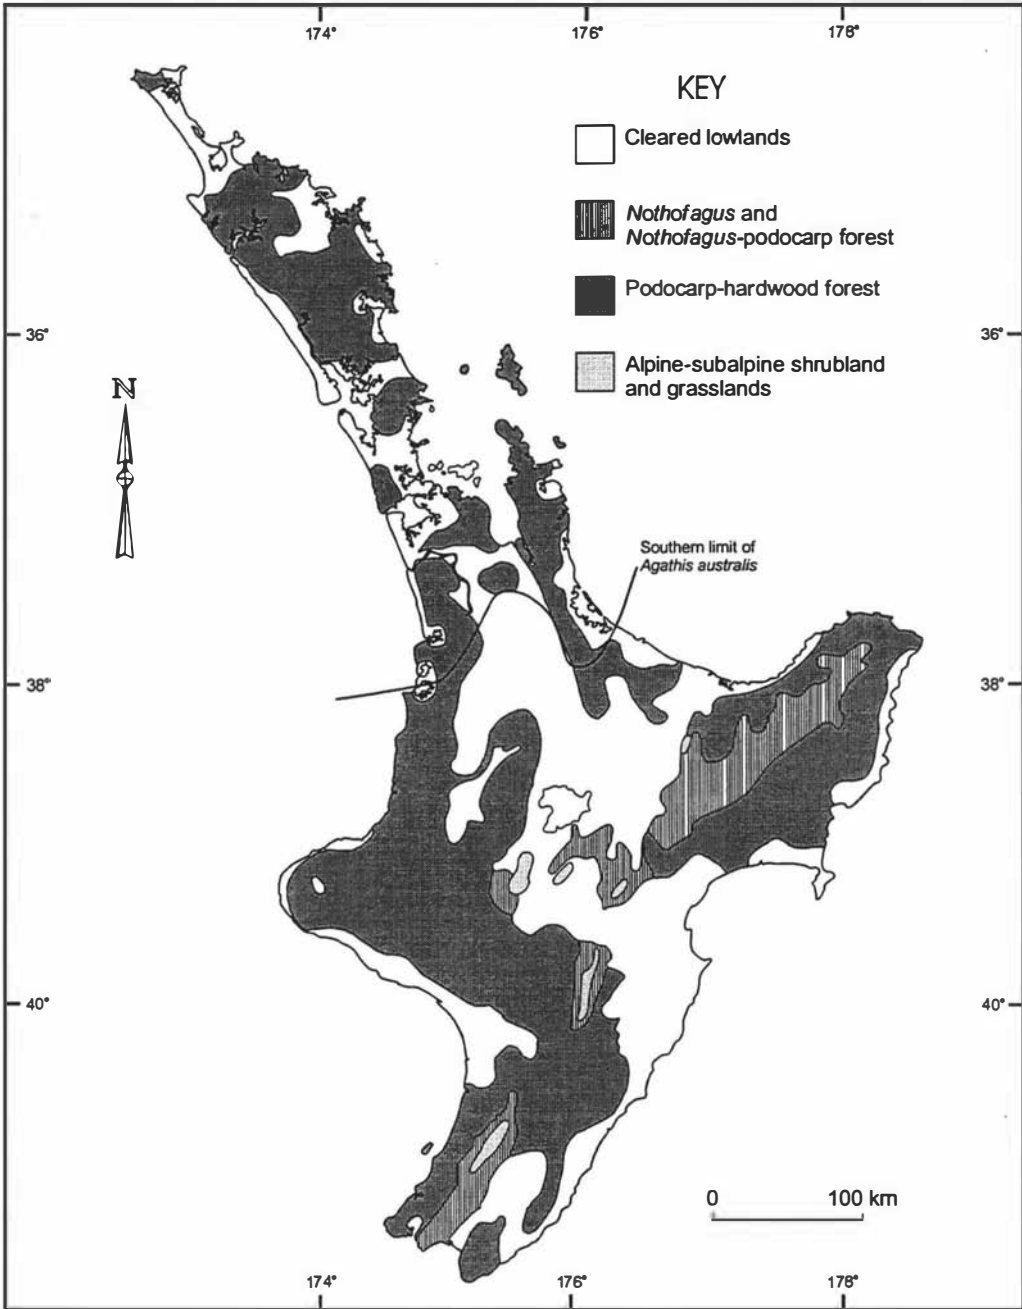 174°
176°
178°
KEY
Cleared lowlands
Nothofagus and
Nothofagus-podocarp forest
Podocarp-hardwood forest
36°
36°
Alpine-subalpine shrubland
and grasslands
N
Southern limit of
Agathis australis
38°
38°
40°
40°
0 100 km
174°
176°
178°